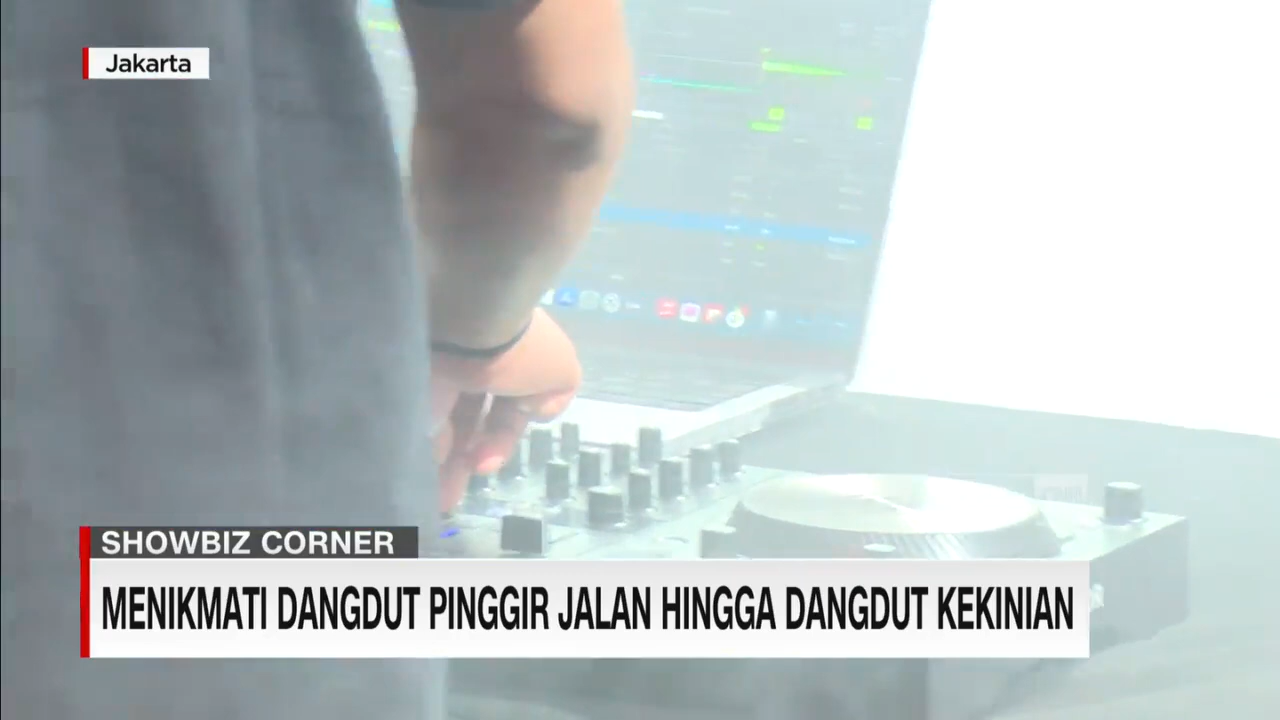 Jakarta
SHOWBIZ CORNER
MENIKMATI DANGDUT PINGGIR JALAN HINGGA DANGDUT KEKINIAN